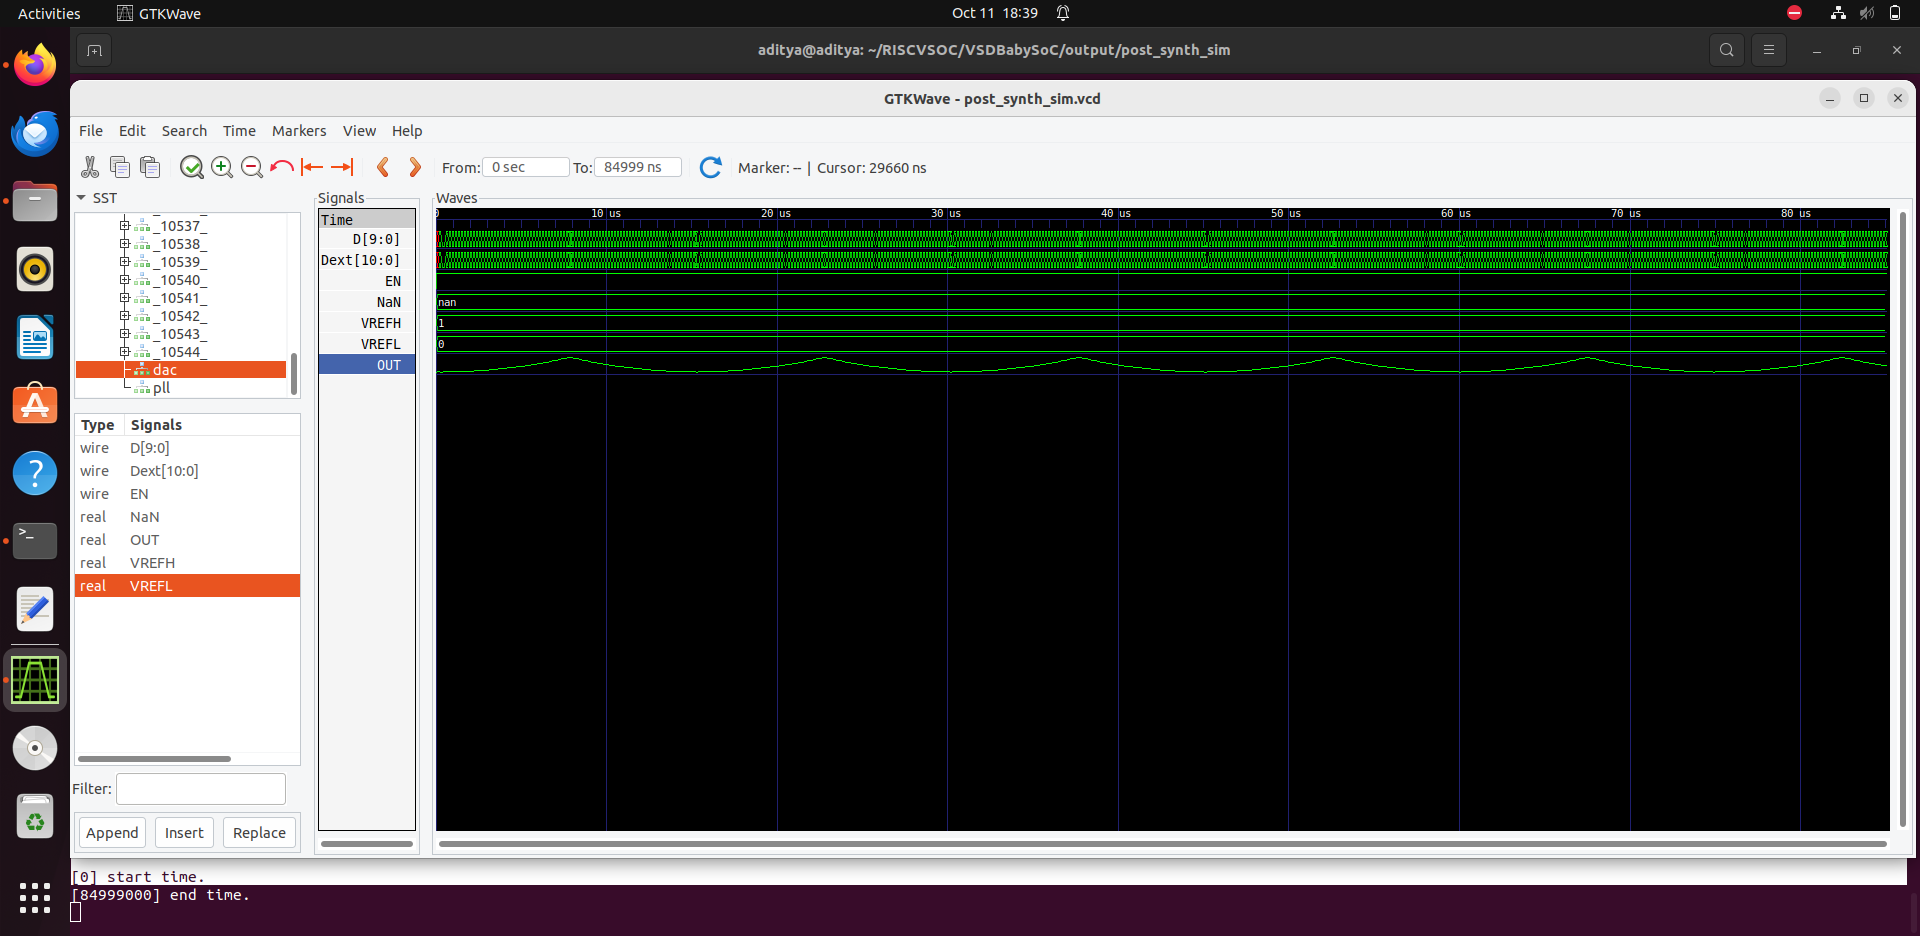 Activities
GTKWave
Oct 11 18:39
aditya@aditya: ~/RISCVSOC/VSDBabySoC/output/post_synth_sim
GTKWave - post_synth_sim.vcd
File Edit Search Time Markers View Help
From: 0 sec To: 84999 ns Marker: -- | Cursor: 29660 ns
SST
_10537_
_10538_
_10539_
_10540_
_10541_
_10542_
_10543_
_10544_
dac
pll
Type Signals
wire D[9:0]
wire Dext[10:0]
wire EN
real NaN
real OUT
real VREFH
real VREFL
Filter:
Append Insert Replace
Signals
Time
D[9:0]
Dext[10:0]
EN
NaN
VREFH
VREFL
OUT
Waves
0 10 us 20 us 30 us 40 us 50 us 60 us 70 us 80 us
nan
1
0
[0] start time.
[84999000] end time.